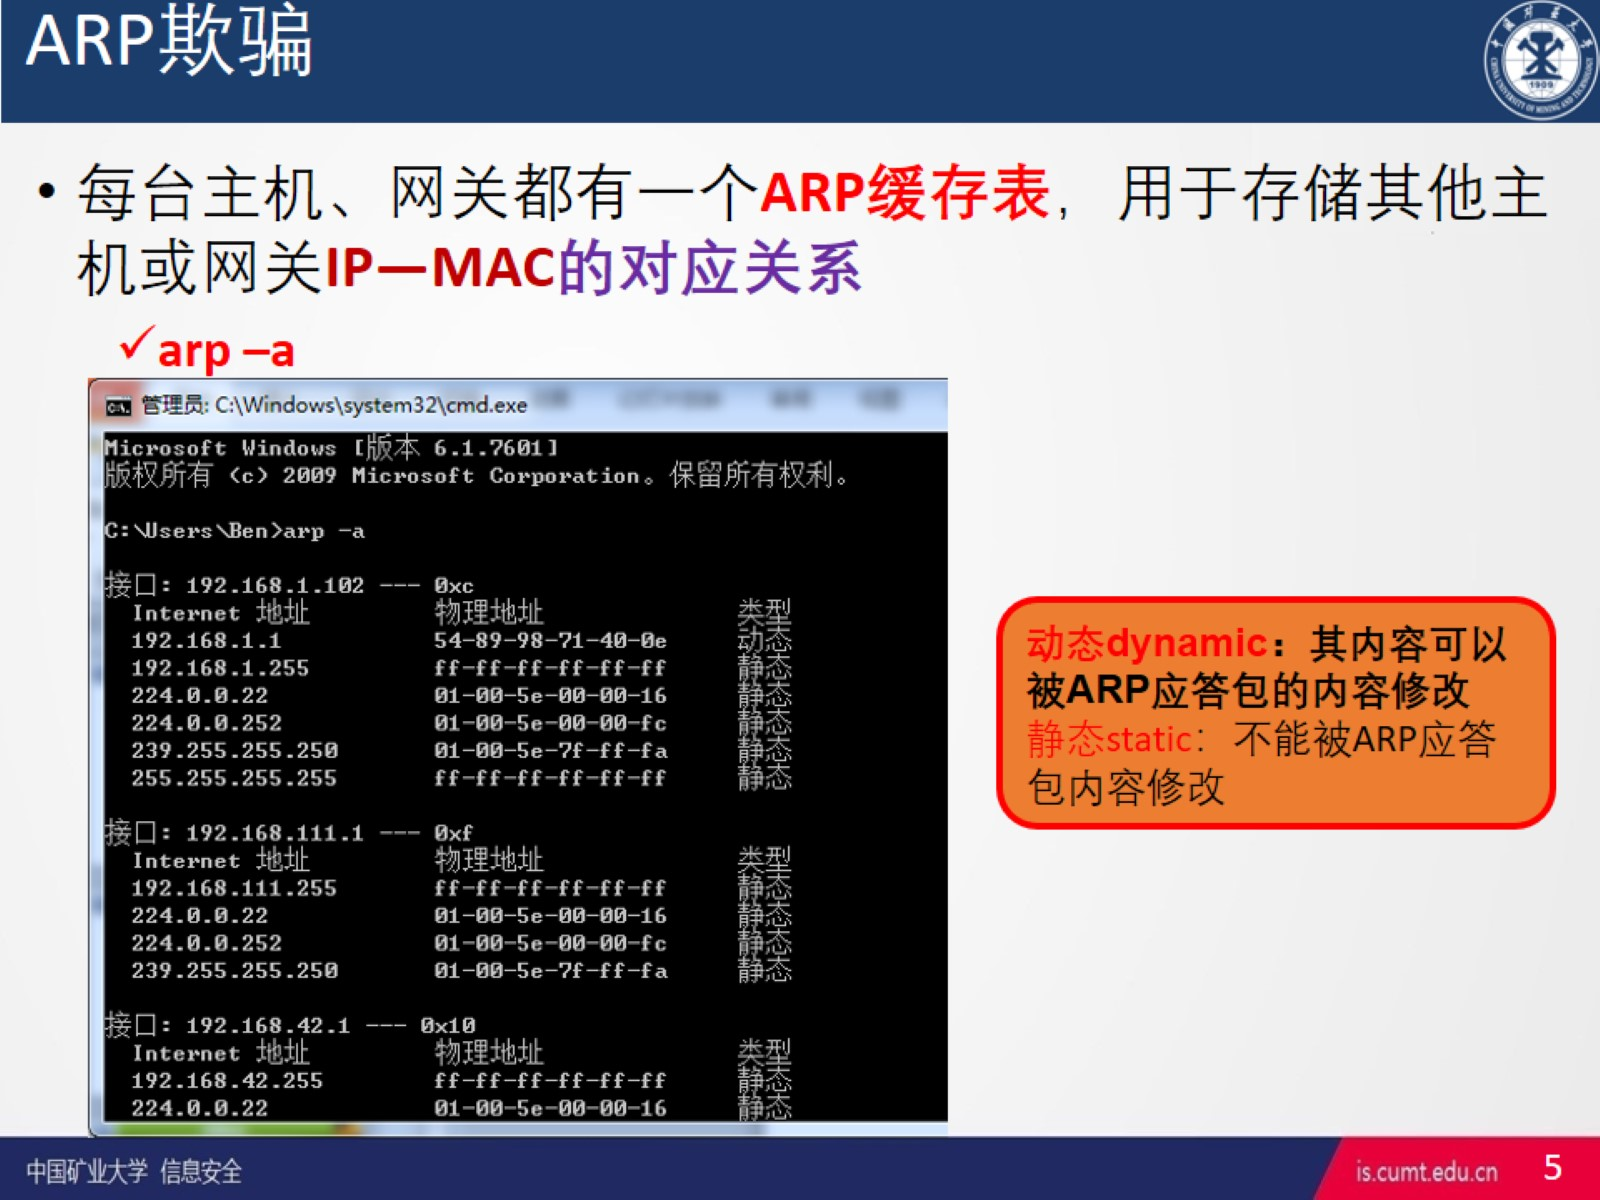 ARP欺骗
• 每台主机、网关都有一个ARP缓存表，用于存储其他主
机或网关IP—MAC的对应关系
✓arp –a
管理员: C:\Windows\system32\cmd.exe
Microsoft Windows [版本 6.1.7601]
版权所有 (c) 2009 Microsoft Corporation。保留所有权利。
C:\Users\Ben>arp -a
接口: 192.168.1.102 --- 0xc
Internet 地址 物理地址 类型
192.168.1.1 54-89-98-71-40-0e 动态
192.168.1.255 ff-ff-ff-ff-ff-ff 静态
224.0.0.22 01-00-5e-00-00-16 静态
224.0.0.252 01-00-5e-00-00-fc 静态
239.255.255.250 01-00-5e-7f-ff-fa 静态
255.255.255.255 ff-ff-ff-ff-ff-ff 静态
接口: 192.168.111.1 --- 0xf
Internet 地址 物理地址 类型
192.168.111.255 ff-ff-ff-ff-ff-ff 静态
224.0.0.22 01-00-5e-00-00-16 静态
224.0.0.252 01-00-5e-00-00-fc 静态
239.255.255.250 01-00-5e-7f-ff-fa 静态
接口: 192.168.42.1 --- 0x10
Internet 地址 物理地址 类型
192.168.42.255 ff-ff-ff-ff-ff-ff 静态
224.0.0.22 01-00-5e-00-00-16 静态
动态dynamic：其内容可以
被ARP应答包的内容修改
静态static：不能被ARP应答
包内容修改
中国矿业大学 信息安全
is.cumt.edu.cn
5
1909